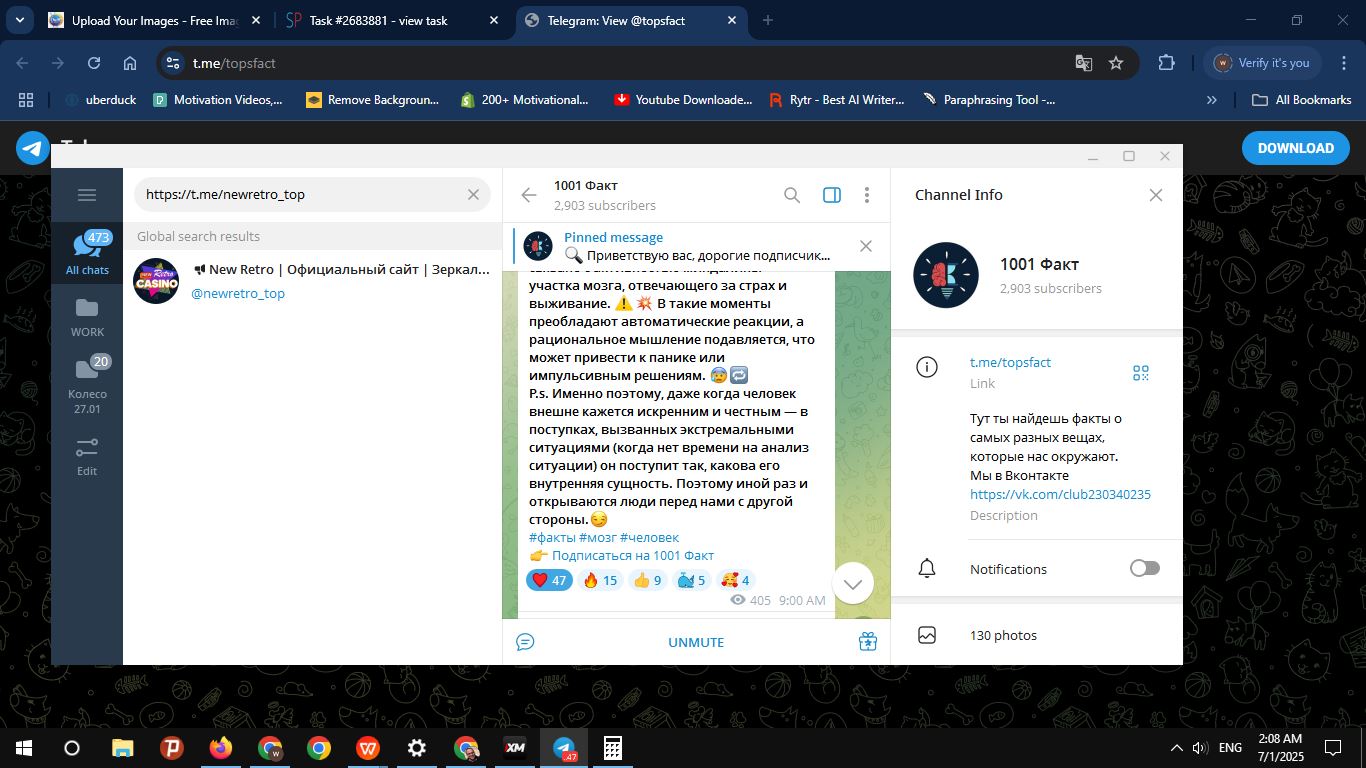 Upload Your Images - Free Imag
Task #2683881 - view task
Telegram: View @topsfact
t.me/topsfact
Verify it's you
uberduck
Motivation Videos,...
Remove Backgroun...
200+ Motivational...
Youtube Downloade...
Rytr - Best AI Writer...
Paraphrasing Tool -...
All Bookmarks
DOWNLOAD
https://t.me/newretro_top
473
All chats
WORK
20
Колесо
27.01
Edit
Global search results
New Retro | Официальный сайт | Зеркал...
@newretro_top
new Retro
CASINO
1001 Факт
2,903 subscribers
Pinned message
🔍 Приветствую вас, дорогие подписчик...
участка мозга, отвечающего за страх и
выживание. ⚠️💥 В такие моменты
преобладают автоматические реакции, а
рациональное мышление подавляется, что
может привести к панике или
импульсивным решениям. 😰🔁
P.s. Именно поэтому, даже когда человек
внешне кажется искренним и честным — в
поступках, вызванных экстремальными
ситуациями (когда нет времени на анализ
ситуации) он поступит так, какова его
внутренняя сущность. Поэтому иной раз и
открываются люди перед нами с другой
стороны.😏
#факты #мозг #человек
👉 Подписаться на 1001 Факт
❤️ 47 🔥 15 👍 9 🐳 5 🥰 4
405 9:00 AM
UNMUTE
Channel Info
1001 Факт
2,903 subscribers
t.me/topsfact
Link
Тут ты найдешь факты о
самых разных вещах,
которые нас окружают.
Мы в Вконтакте
https://vk.com/club230340235
Description
Notifications
130 photos
XM
47
ENG
2:08 AM
7/1/2025